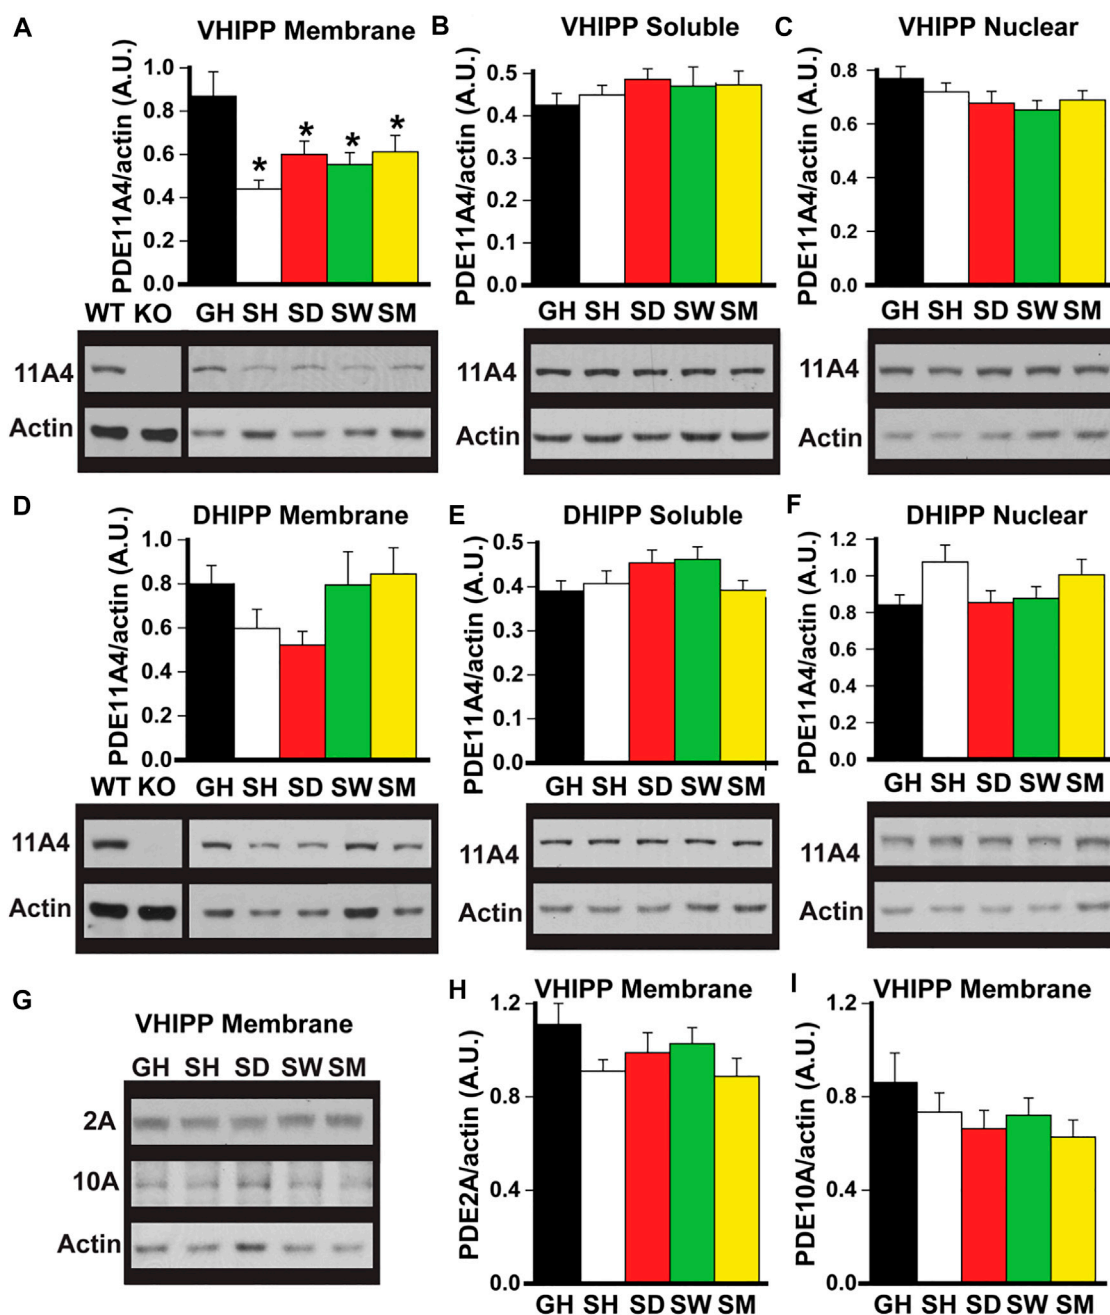 A
VHIPP Membrane
PDE11A4/actin (A.U.)
1.0
0.8
0.6
0.4
0.2
0.0
*
*
*
*
WT KO GH SH SD SW SM
11A4
Actin
B
VHIPP Soluble
PDE11A4/actin (A.U.)
0.5
0.4
0.3
0.2
0.1
0.0
GH SH SD SW SM
11A4
Actin
C
VHIPP Nuclear
PDE11A4/actin (A.U.)
0.8
0.6
0.4
0.2
0.0
GH SH SD SW SM
11A4
Actin
D
DHIPP Membrane
PDE11A4/actin (A.U.)
1.0
0.8
0.6
0.4
0.2
0.0
WT KO GH SH SD SW SM
11A4
Actin
E
DHIPP Soluble
PDE11A4/actin (A.U.)
0.5
0.4
0.3
0.2
0.1
0.0
GH SH SD SW SM
11A4
Actin
F
DHIPP Nuclear
PDE11A4/actin (A.U.)
1.2
1.0
0.8
0.6
0.4
0.2
0.0
GH SH SD SW SM
11A4
Actin
G
VHIPP Membrane
GH SH SD SW SM
2A
10A
Actin
H
VHIPP Membrane
PDE2A/actin (A.U.)
1.2
0.8
0.4
0.0
GH SH SD SW SM
I
VHIPP Membrane
PDE10A/actin (A.U.)
1.2
0.8
0.4
0.0
GH SH SD SW SM